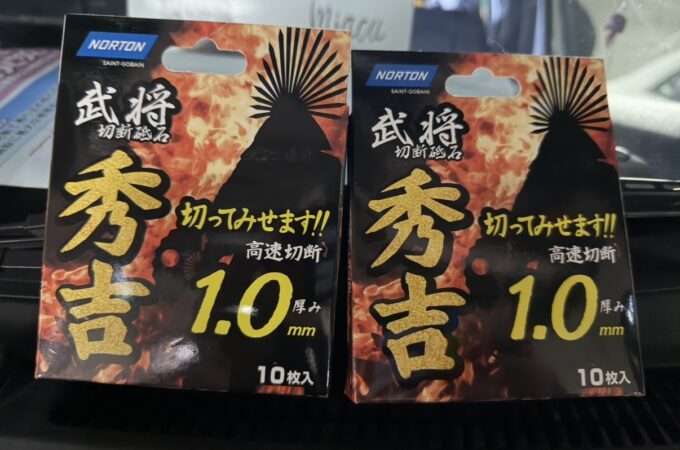 NORTON
SAINT-GOBAIN
武将
切断砥石
秀吉
切ってみせます!!
高速切断
1.0 厚み mm
10枚入
NORTON
SAINT-GOBAIN
武将
切断砥石
秀吉
切ってみせます!!
高速切断
1.0 厚み mm
10枚入